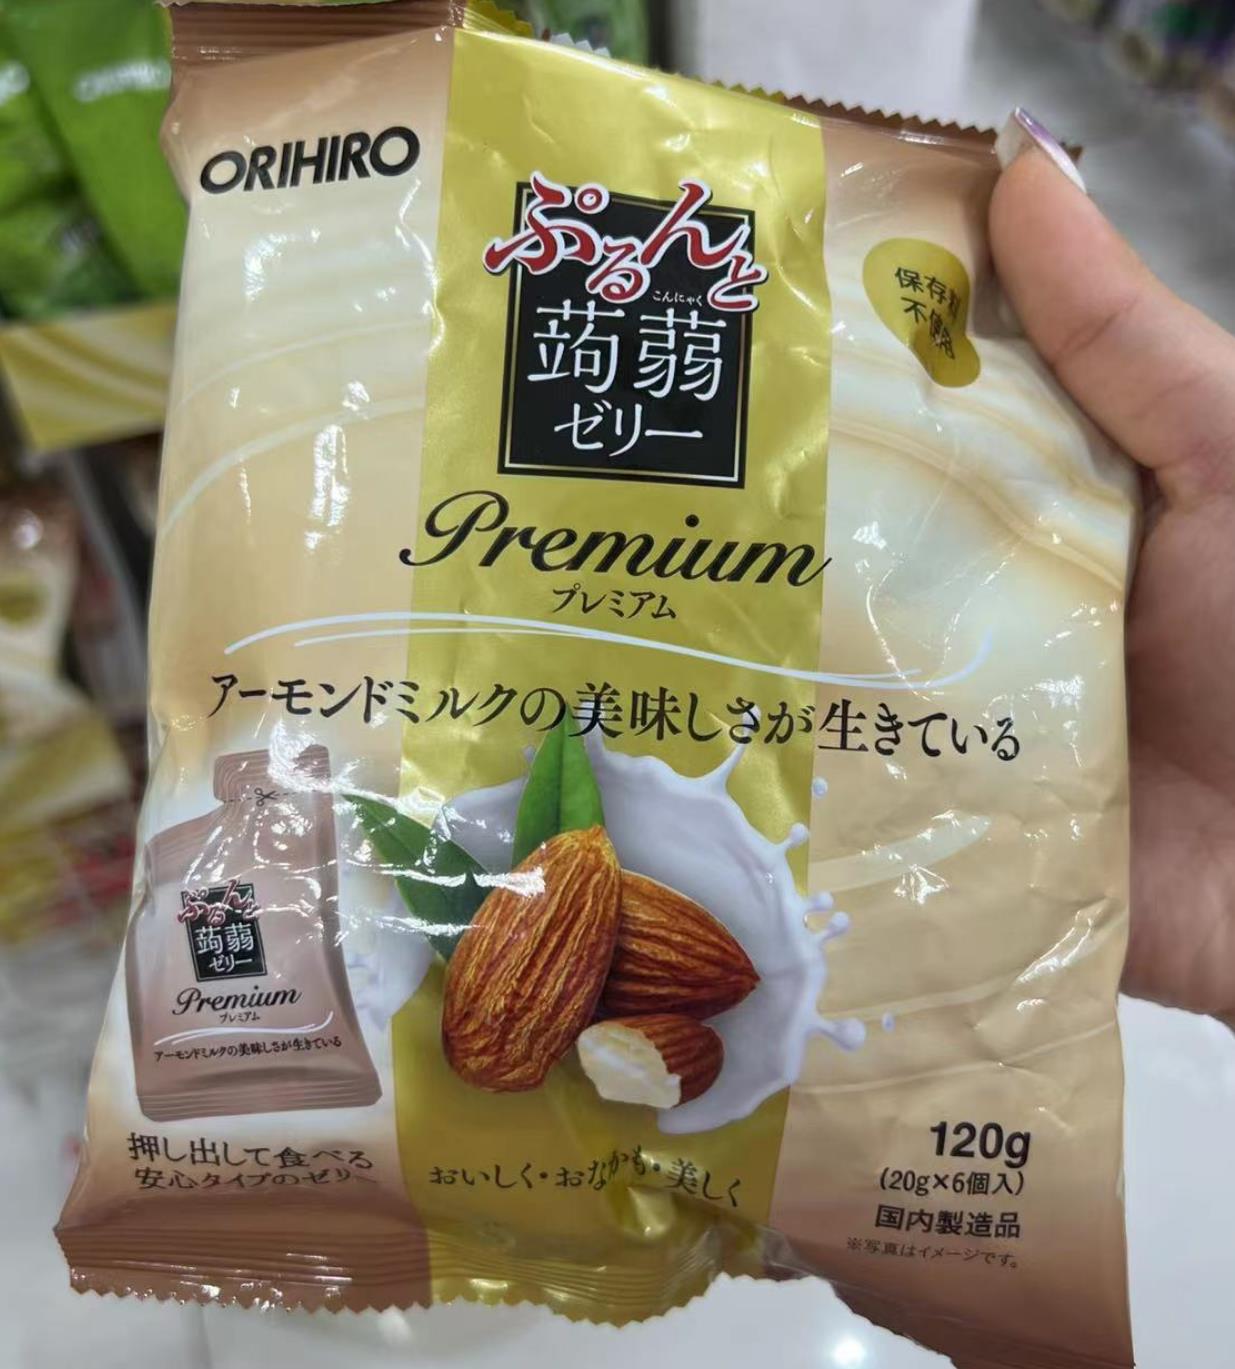 ORIHIRO
ぷるんと
こんにゃく
蒟蒻
ゼリー
保存料
不使用
Premium
プレミアム
アーモンドミルクの美味しさが生きている
ぷるんと
蒟蒻
ゼリー
Premium
プレミアム
アーモンドミルクの美味しさが生きている
押し出して食べる
安心タイプのゼリー
おいしく・おなかも・美しく
120g
(20g×6個入)
国内製造品
※写真はイメージです。